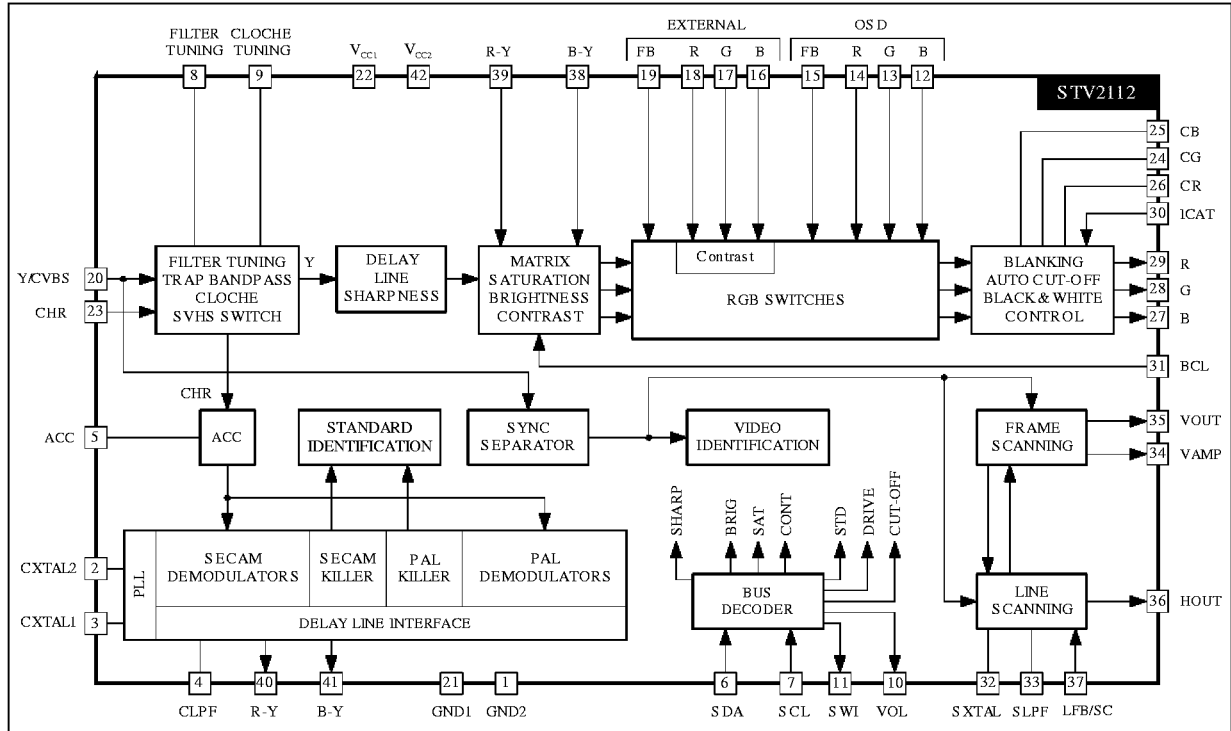 EXTERNAL
OSD
FILTER TUNING
CLOCHE TUNING
VCC1
VCC2
R-Y
B-Y
FB
R
G
B
FB
R
G
B
8
9
22
42
39
38
19
18
17
16
15
14
13
12
STV2112
25 CB
24 CG
26 CR
30 ICAT
29 R
28 G
27 B
31 BCL
Y/CVBS 20
CHR 23
FILTER TUNING
TRAP BANDPASS
CLOCHE
SVHS SWITCH
Y
DELAY
LINE
SHARPNESS
MATRIX
SATURATION
BRIGHTNESS
CONTRAST
Contrast
RGB SWITCHES
BLANKING
AUTO CUT-OFF
BLACK & WHITE
CONTROL
CHR
ACC 5
ACC
STANDARD
IDENTIFICATION
SYNC
SEPARATOR
VIDEO
IDENTIFICATION
FRAME
SCANNING
35 VOUT
34 VAMP
SHARP
BRIG
SAT
CONT
STD
DRIVE
CUT-OFF
CXTAL2 2
CXTAL1 3
PLL
SECAM
DEMODULATORS
SECAM
KILLER
PAL
KILLER
PAL
DEMODULATORS
DELAY LINE INTERFACE
BUS
DECODER
LINE
SCANNING
36 HOUT
4
40
41
21
1
6
7
11
10
32
33
37
CLPF
R-Y
B-Y
GND1
GND2
SDA
SCL
SWI
VOL
SXTAL
SLPF
LFB/SC